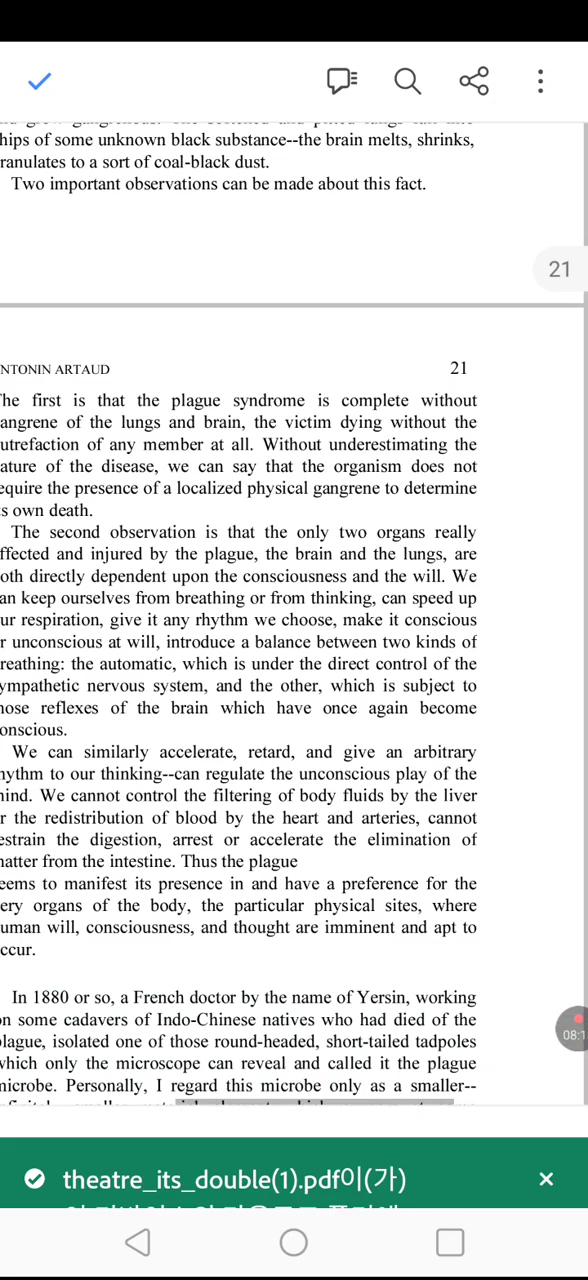 hips of some unknown black substance--the brain melts, shrinks,
ranulates to a sort of coal-black dust.
Two important observations can be made about this fact.
21
NTONIN ARTAUD 21
he first is that the plague syndrome is complete without
angrene of the lungs and brain, the victim dying without the
utrefaction of any member at all. Without underestimating the
ature of the disease, we can say that the organism does not
equire the presence of a localized physical gangrene to determine
s own death.
The second observation is that the only two organs really
ffected and injured by the plague, the brain and the lungs, are
oth directly dependent upon the consciousness and the will. We
an keep ourselves from breathing or from thinking, can speed up
ur respiration, give it any rhythm we choose, make it conscious
r unconscious at will, introduce a balance between two kinds of
reathing: the automatic, which is under the direct control of the
ympathetic nervous system, and the other, which is subject to
hose reflexes of the brain which have once again become
onscious.
We can similarly accelerate, retard, and give an arbitrary
hythm to our thinking--can regulate the unconscious play of the
mind. We cannot control the filtering of body fluids by the liver
r the redistribution of blood by the heart and arteries, cannot
estrain the digestion, arrest or accelerate the elimination of
matter from the intestine. Thus the plague
eems to manifest its presence in and have a preference for the
ery organs of the body, the particular physical sites, where
uman will, consciousness, and thought are imminent and apt to
ccur.
In 1880 or so, a French doctor by the name of Yersin, working
on some cadavers of Indo-Chinese natives who had died of the
plague, isolated one of those round-headed, short-tailed tadpoles
which only the microscope can reveal and called it the plague
microbe. Personally, I regard this microbe only as a smaller--
08:1
theatre_its_double(1).pdf이(가)